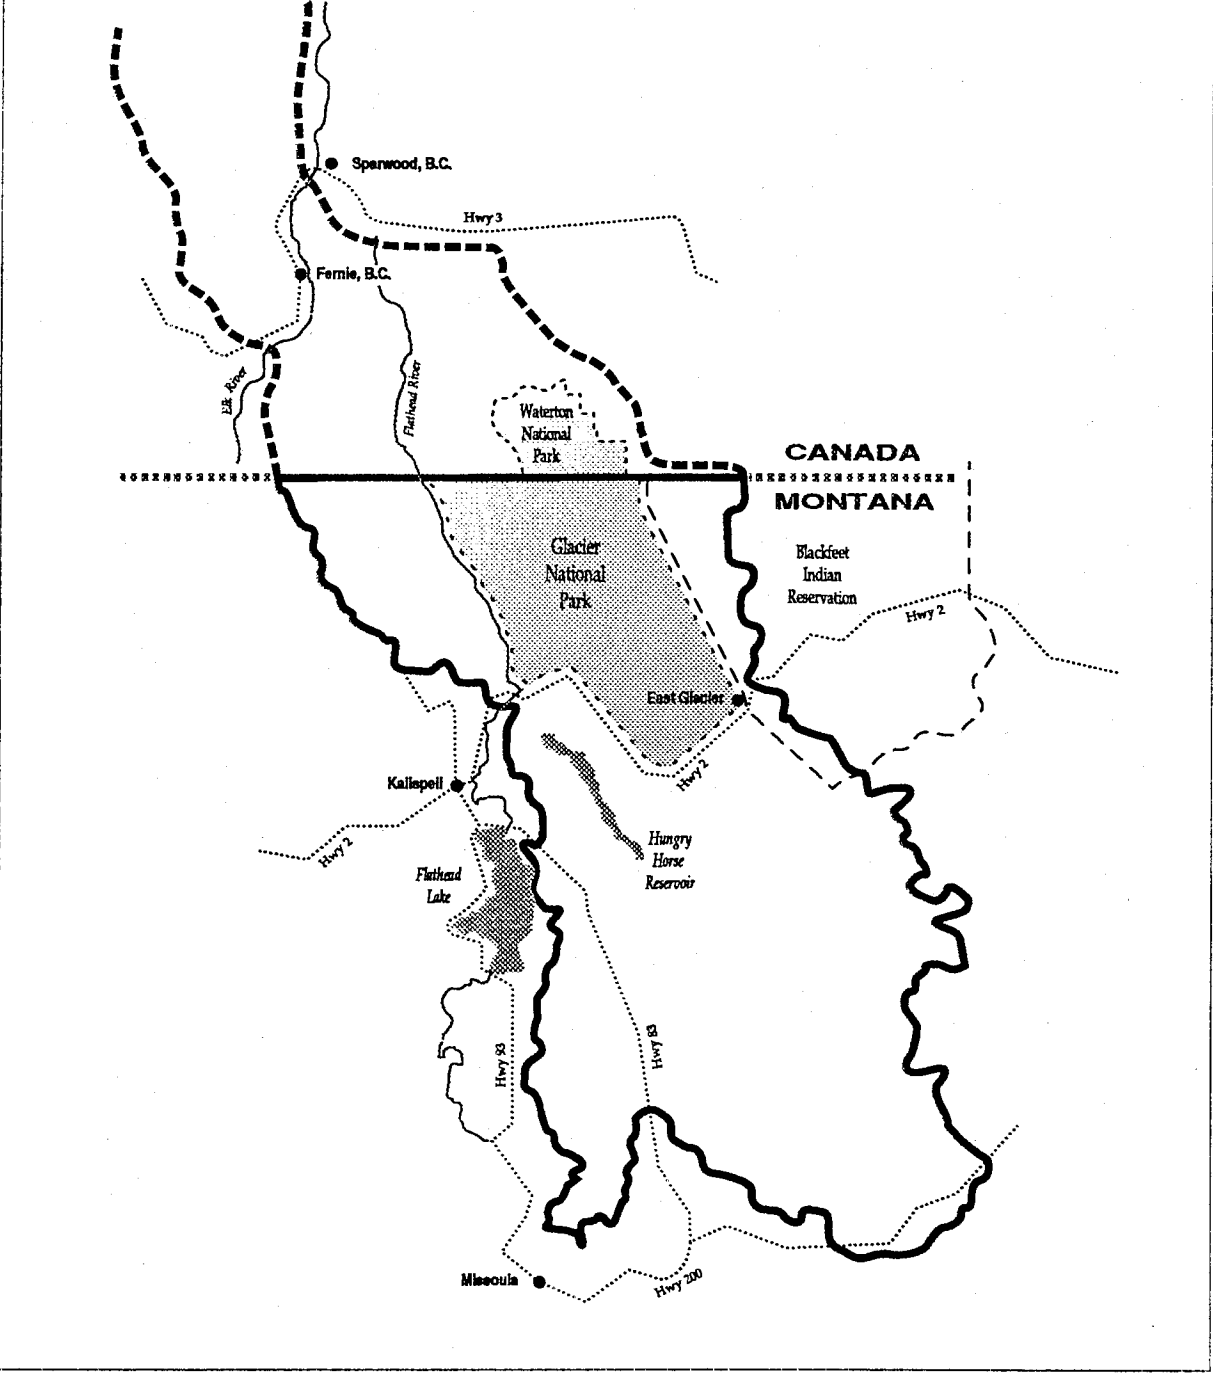 Sparwood, B.C.
Hwy 3
Fernie, B.C.
Elk River
Flathead River
Waterton
National
Park
CANADA
MONTANA
Glacier
National
Park
Blackfeet
Indian
Reservation
Hwy 2
East Glacier
Hwy 2
Kalispell
Hwy 2
Hungry
Horse
Reservoir
Flathead
Lake
Hwy 83
Hwy 93
Missoula
Hwy 200